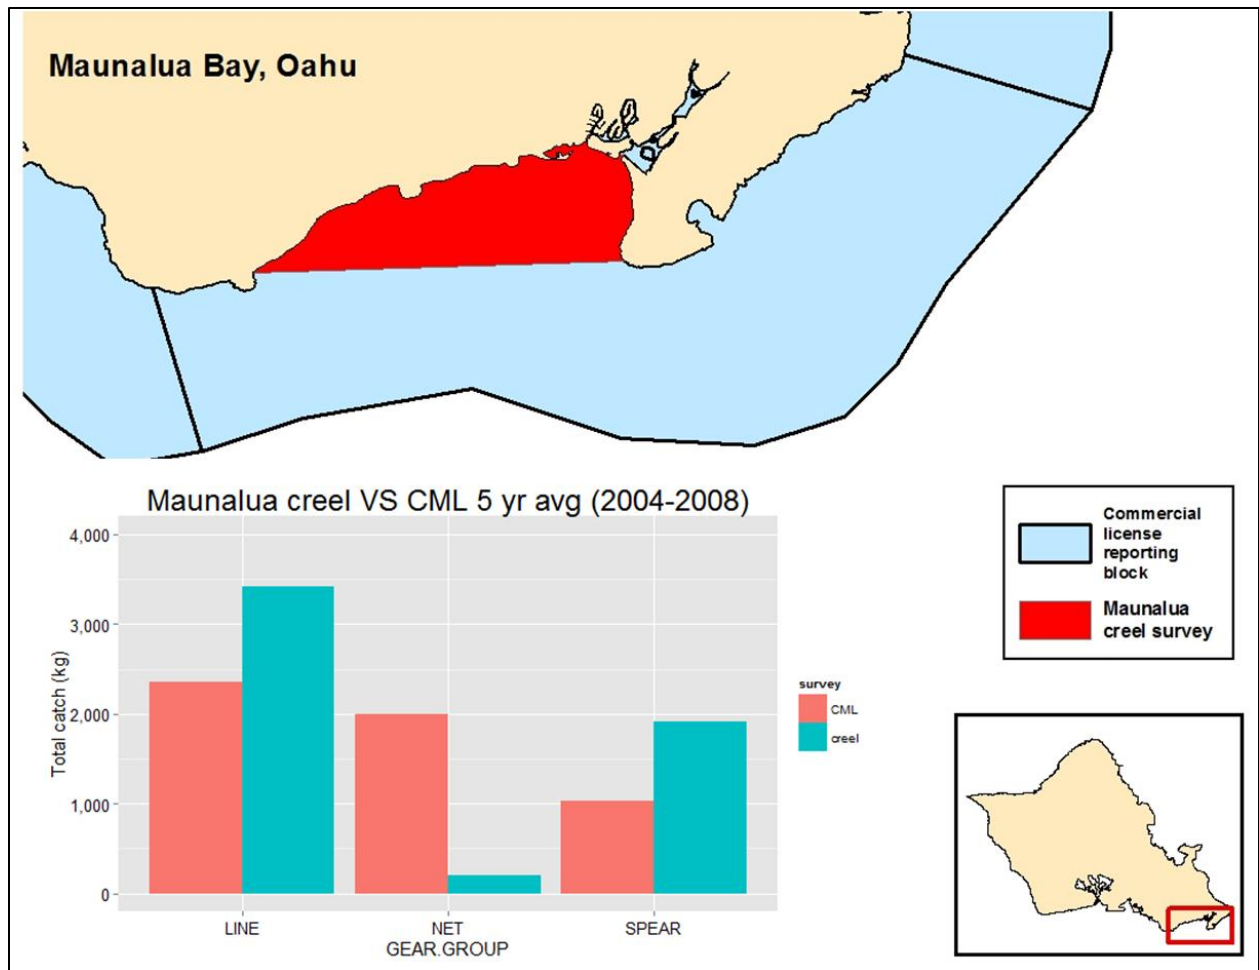 Maunalua Bay, Oahu
Maunalua creel VS CML 5 yr avg (2004-2008)
4,000
3,000
2,000
1,000
0
Total catch (kg)
LINE
NET
SPEAR
GEAR.GROUP
survey
CML
creel
Commercial
license
reporting
block
Maunalua
creel survey